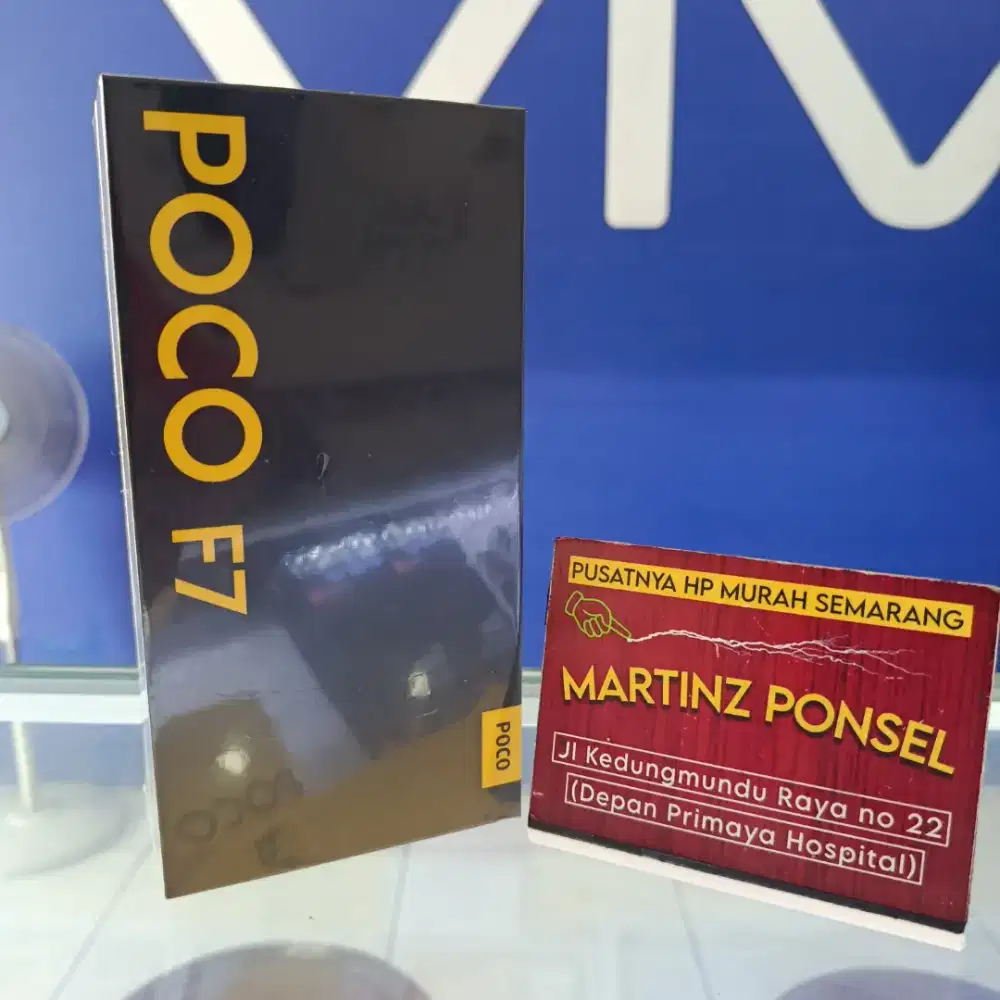 POCO F7
POCO
PUSATNYA HP MURAH SEMARANG
MARTINZ PONSEL
Jl Kedungmundu Raya no 22
(Depan Primaya Hospital)